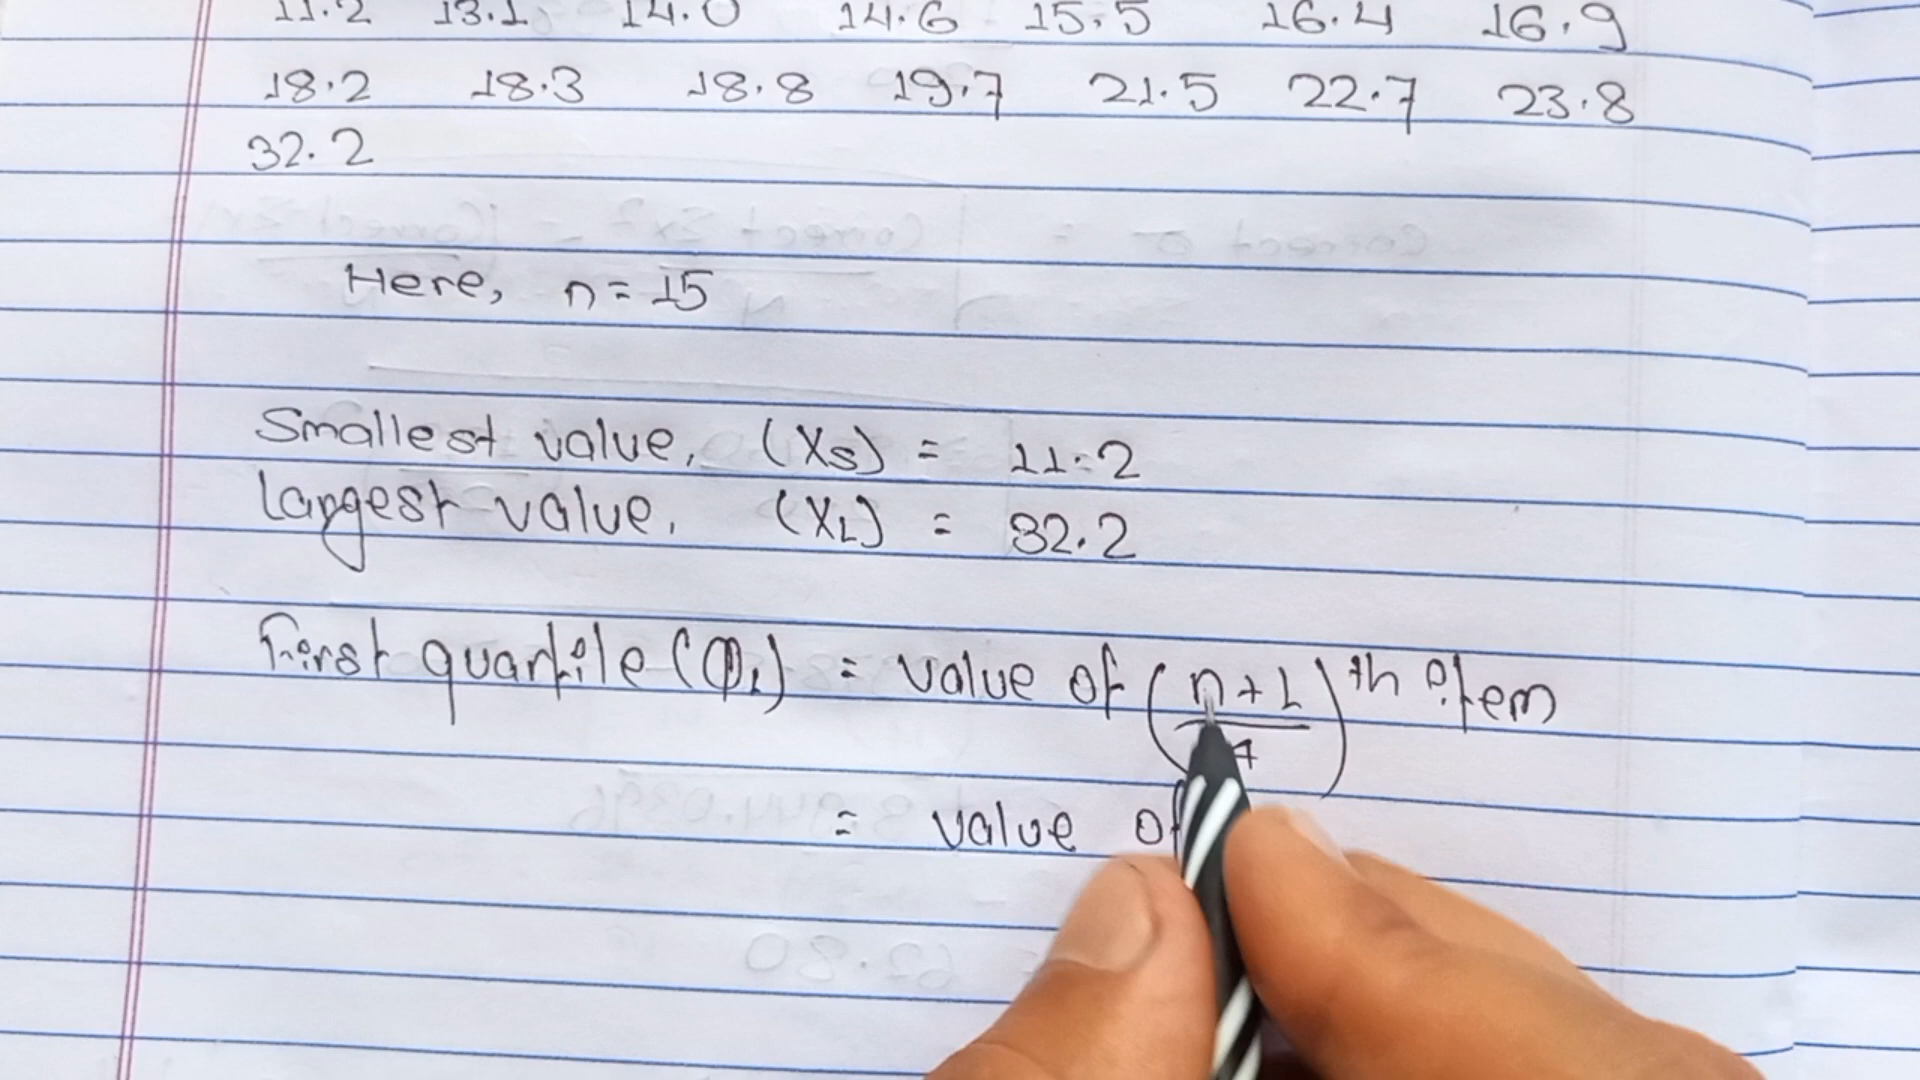 11.2 13.1 14.0 14.6 15.5 16.4 16.9
18.2 18.3 18.8 19.7 21.5 22.7 23.8
32.2
Here, n = 15
Smallest value, (XS) = 11.2
Largest value, (XL) = 32.2
First quartile (Q1) = value of (n+1/4)th item
= value of